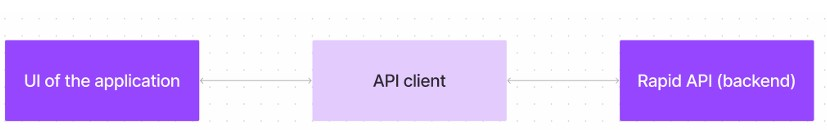 UI of the application
API client
Rapid API (backend)